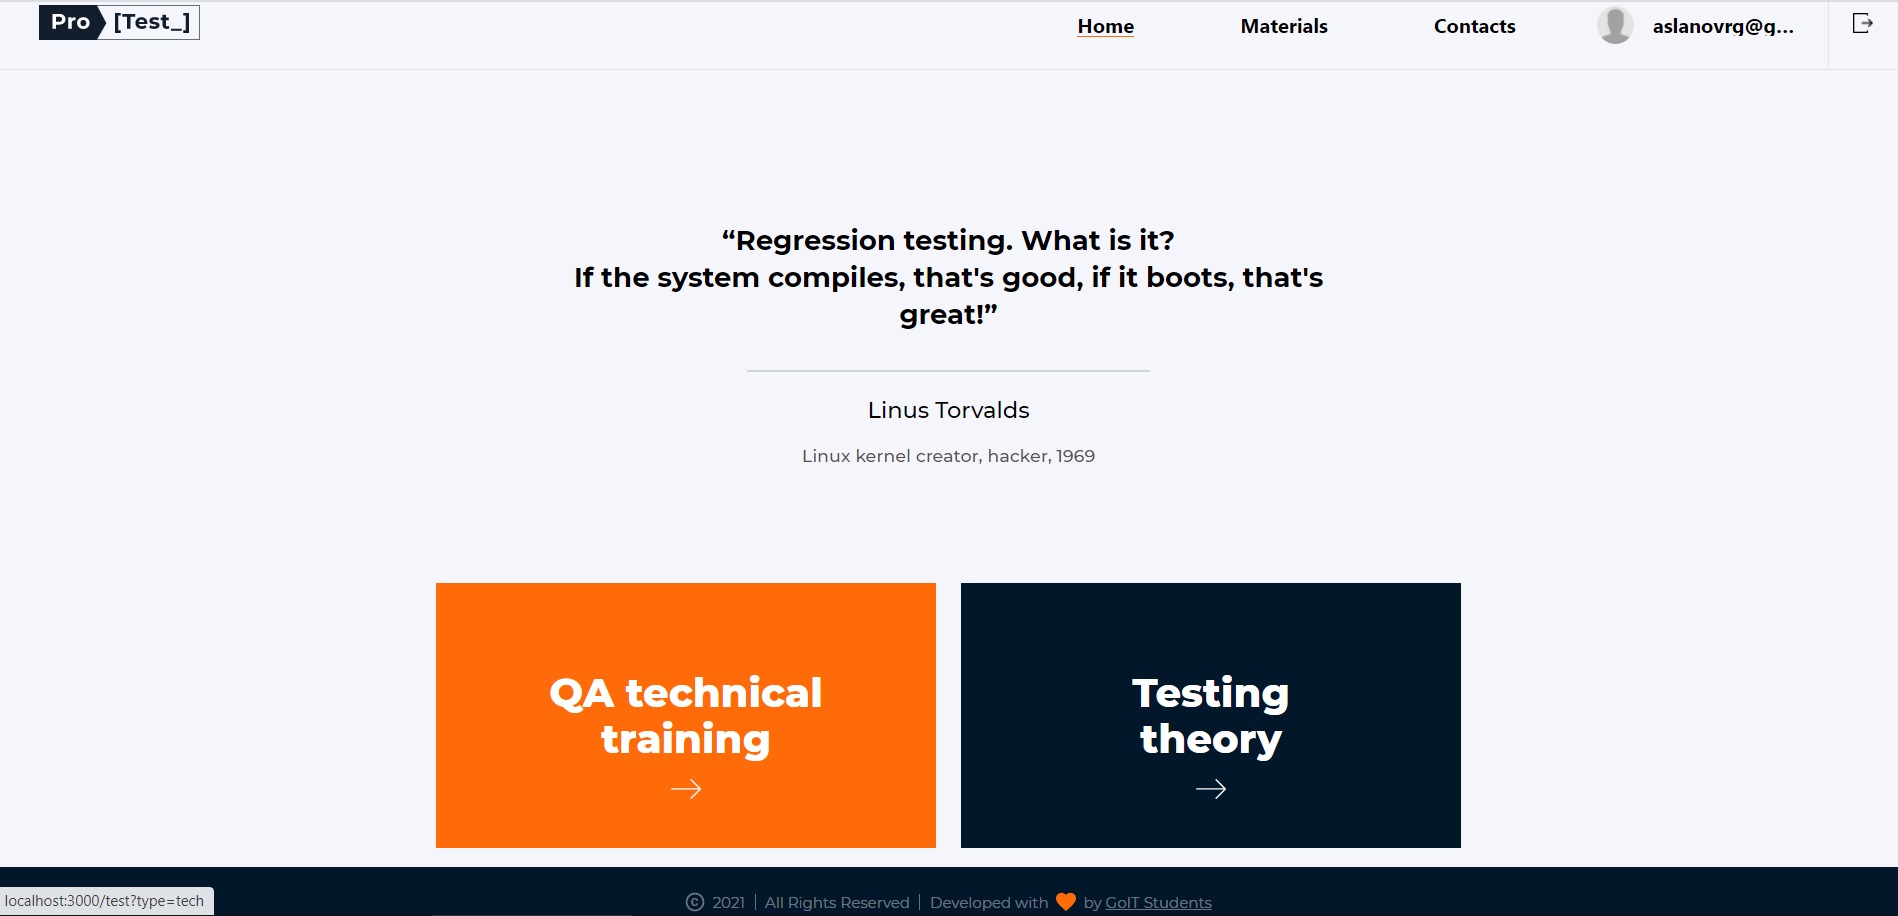 Pro [Test_]
Home Materials Contacts aslanovrg@g...
“Regression testing. What is it?
If the system compiles, that's good, if it boots, that's
great!”
Linus Torvalds
Linux kernel creator, hacker, 1969
QA technical
training
Testing
theory
© 2021 | All Rights Reserved | Developed with 🧡 by GoIT Students
localhost:3000/test?type=tech